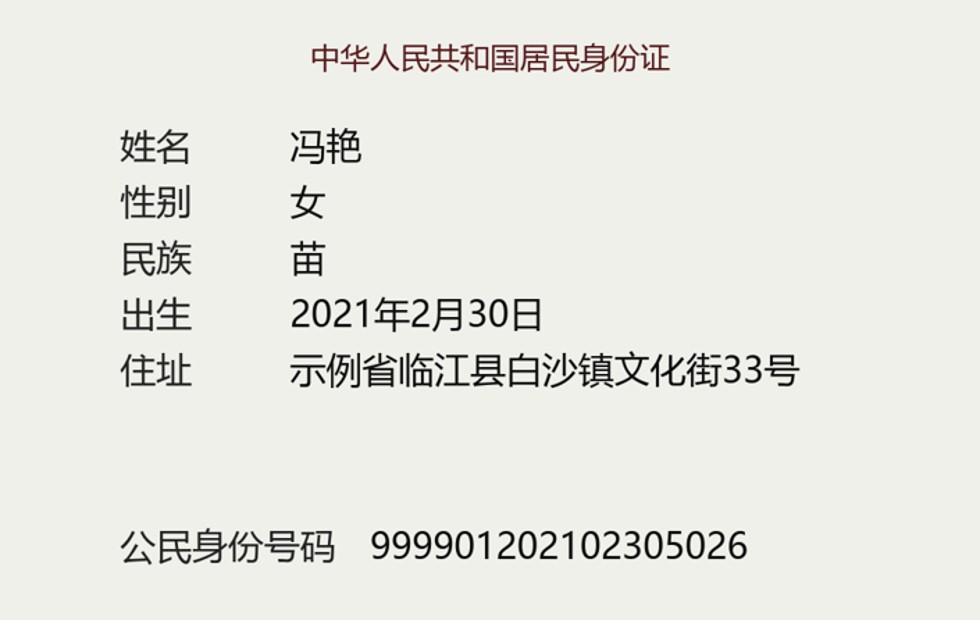 中华人民共和国居民身份证
姓名 冯艳
性别 女
民族 苗
出生 2021年2月30日
住址 示例省临江县白沙镇文化街33号
公民身份号码 999901202102305026